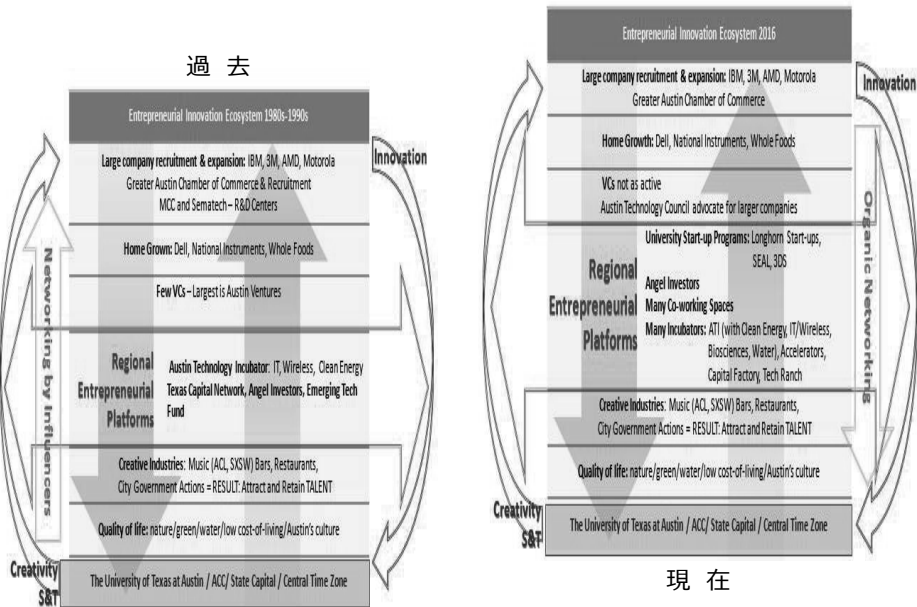 過去
Entrepreneurial Innovation Ecosystem 1980s-1990s
Large company recruitment & expansion: IBM, 3M, AMD, Motorola
Greater Austin Chamber of Commerce & Recruitment
MCC and Sematech – R&D Centers
Home Grown: Dell, National Instruments, Whole Foods
Few VCs – Largest is Austin Ventures
Regional
Entrepreneurial
Platforms
Austin Technology Incubator: IT, Wireless, Clean Energy
Texas Capital Network, Angel Investors, Emerging Tech
Fund
Creative Industries: Music (ACL, SXSW) Bars, Restaurants,
City Government Actions = RESULT: Attract and Retain TALENT
Quality of life: nature/green/water/low cost-of-living/Austin's culture
The University of Texas at Austin / ACC/ State Capital / Central Time Zone
Networking by Influencers
Innovation
Creativity
S&T
Entrepreneurial Innovation Ecosystem 2016
Large company recruitment & expansion: IBM, 3M, AMD, Motorola
Greater Austin Chamber of Commerce
Home Growth: Dell, National Instruments, Whole Foods
VCs not as active
Austin Technology Council advocate for larger companies
Regional
Entrepreneurial
Platforms
University Start-up Programs: Longhorn Start-ups,
SEAL, 3DS
Angel Investors
Many Co-working Spaces
Many Incubators: ATI (with Clean Energy, IT/Wireless,
Biosciences, Water), Accelerators,
Capital Factory, Tech Ranch
Creative Industries: Music (ACL, SXSW) Bars, Restaurants,
City Government Actions = RESULT: Attract and Retain TALENT
Quality of life: nature/green/water/low cost-of-living/Austin's culture
The University of Texas at Austin / ACC/ State Capital / Central Time Zone
Innovation
Organic Networking
Creativity
S&T
現在